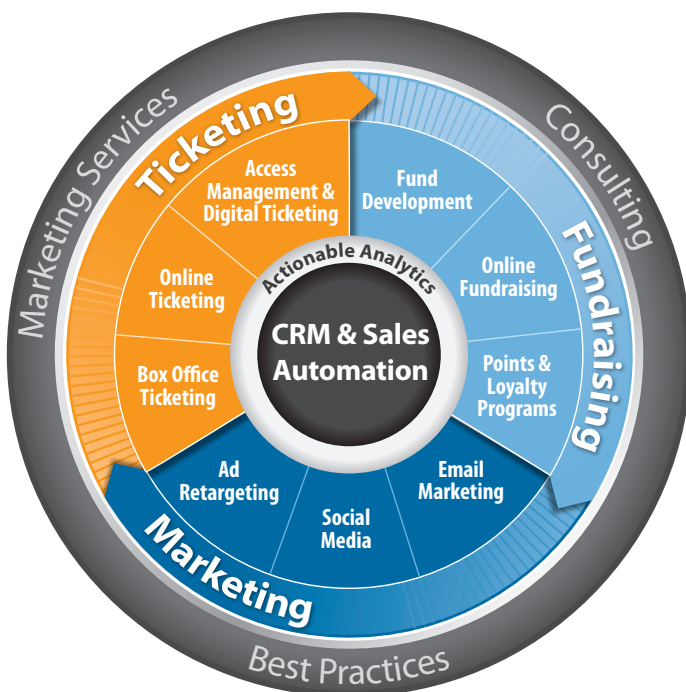 Marketing Services
Consulting
Best Practices
Ticketing
Fundraising
Marketing
Access
Management &
Digital Ticketing
Online
Ticketing
Box Office
Ticketing
Fund
Development
Online
Fundraising
Points &
Loyalty
Programs
Email
Marketing
Social
Media
Ad
Retargeting
Actionable Analytics
CRM & Sales
Automation